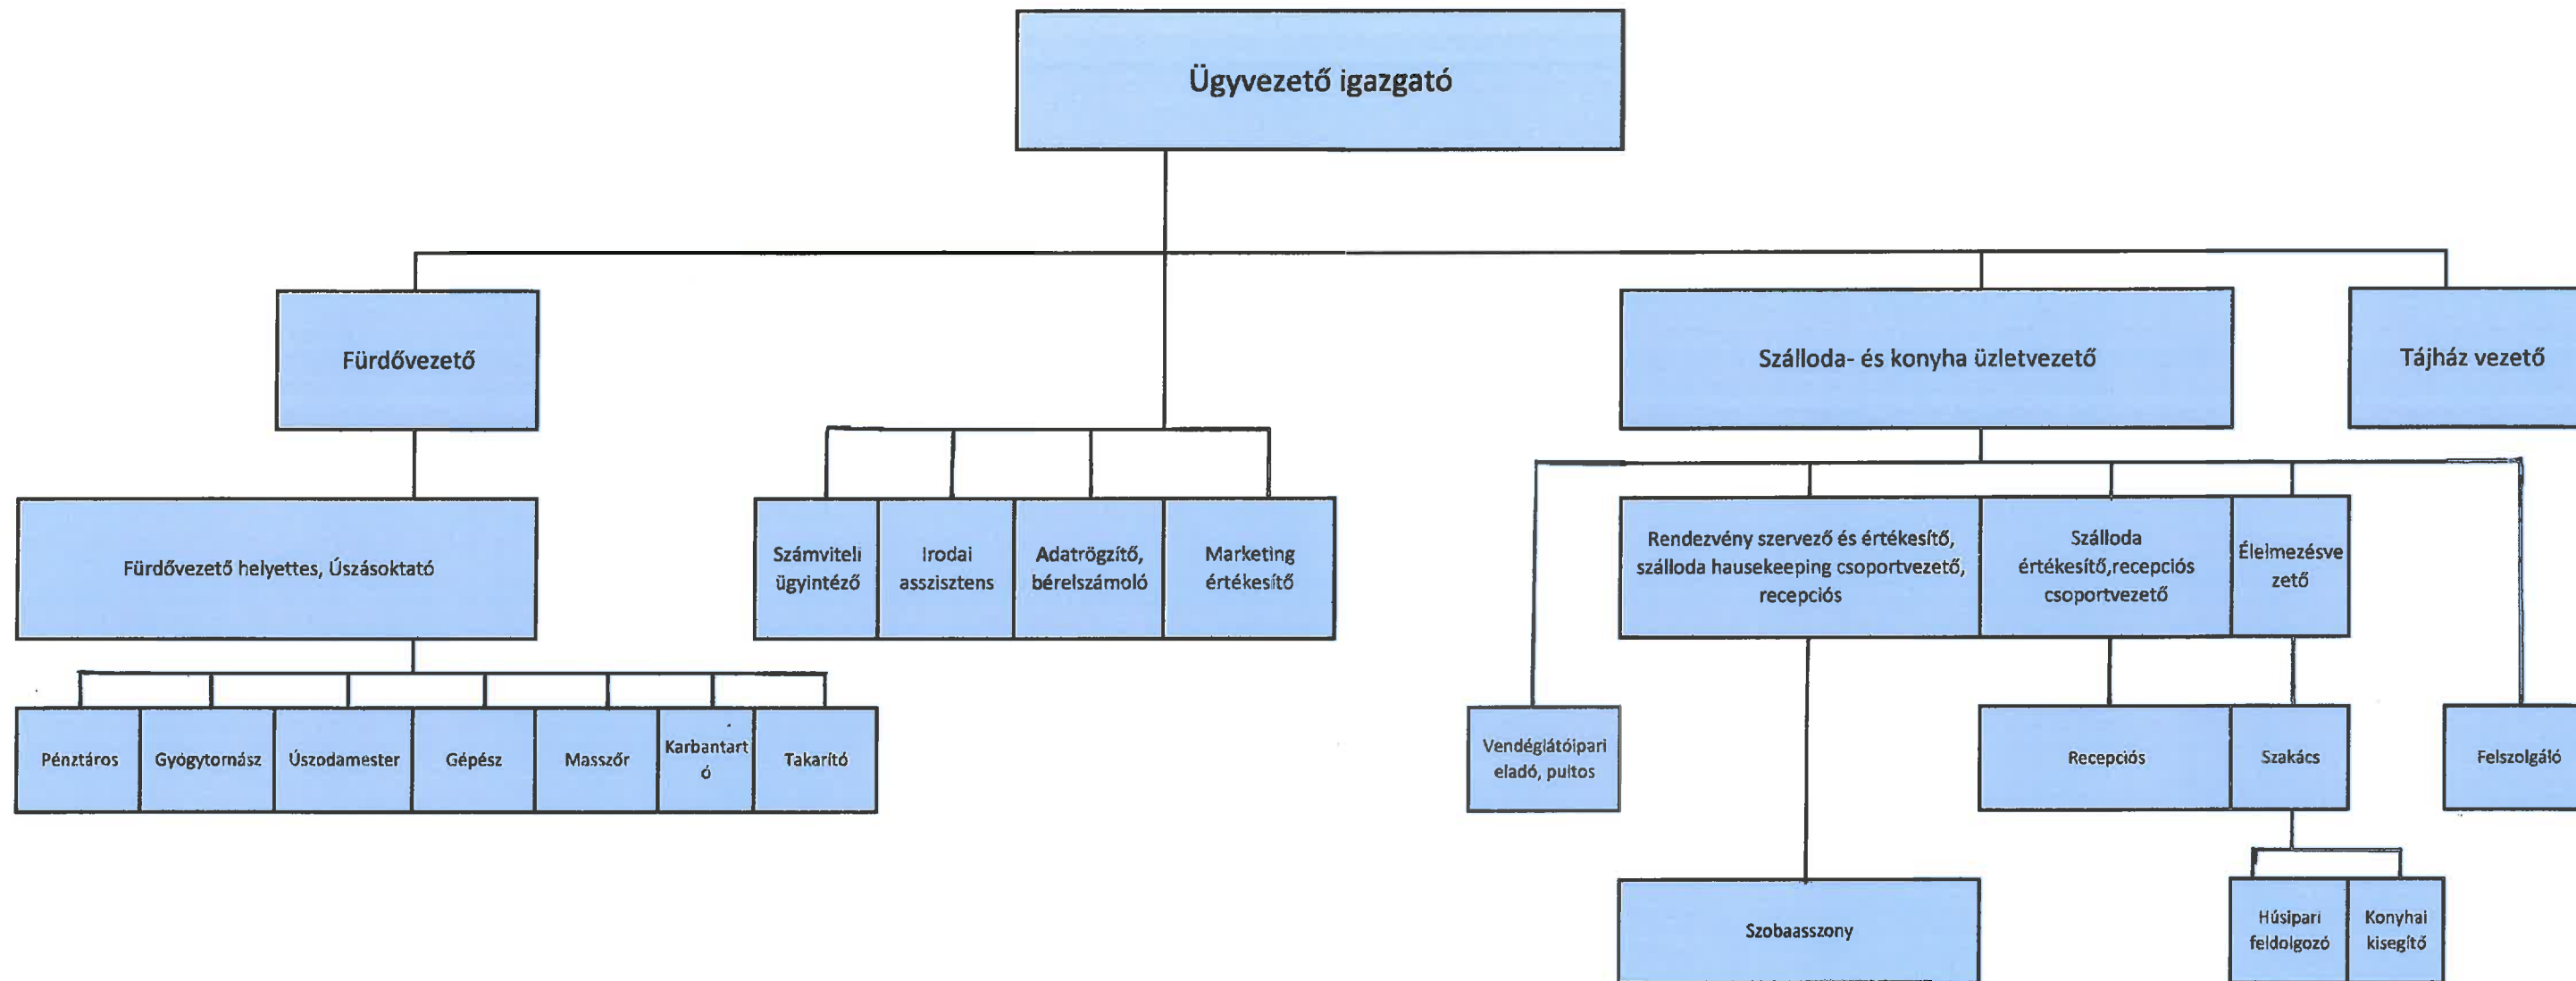 Ügyvezető igazgató
Fürdővezető
Szálloda- és konyha üzletvezető
Tájház vezető
Fürdővezető helyettes, Úszásoktató
Számviteli
ügyintéző
Irodai
asszisztens
Adatrögzítő,
bérelszámoló
Marketing
értékesítő
Rendezvény szervező és értékesítő,
szálloda hausekeeping csoportvezető,
recepciós
Szálloda
értékesítő,recepciós
csoportvezető
Élelmezésve
zető
Pénztáros
Gyógytornász
Úszodamester
Gépész
Masszőr
Karbantart
ó
Takarító
Vendéglátóipari
eladó, pultos
Recepciós
Szakács
Felszolgáló
Szobaasszony
Húsipari
feldolgozó
Konyhai
kisegítő